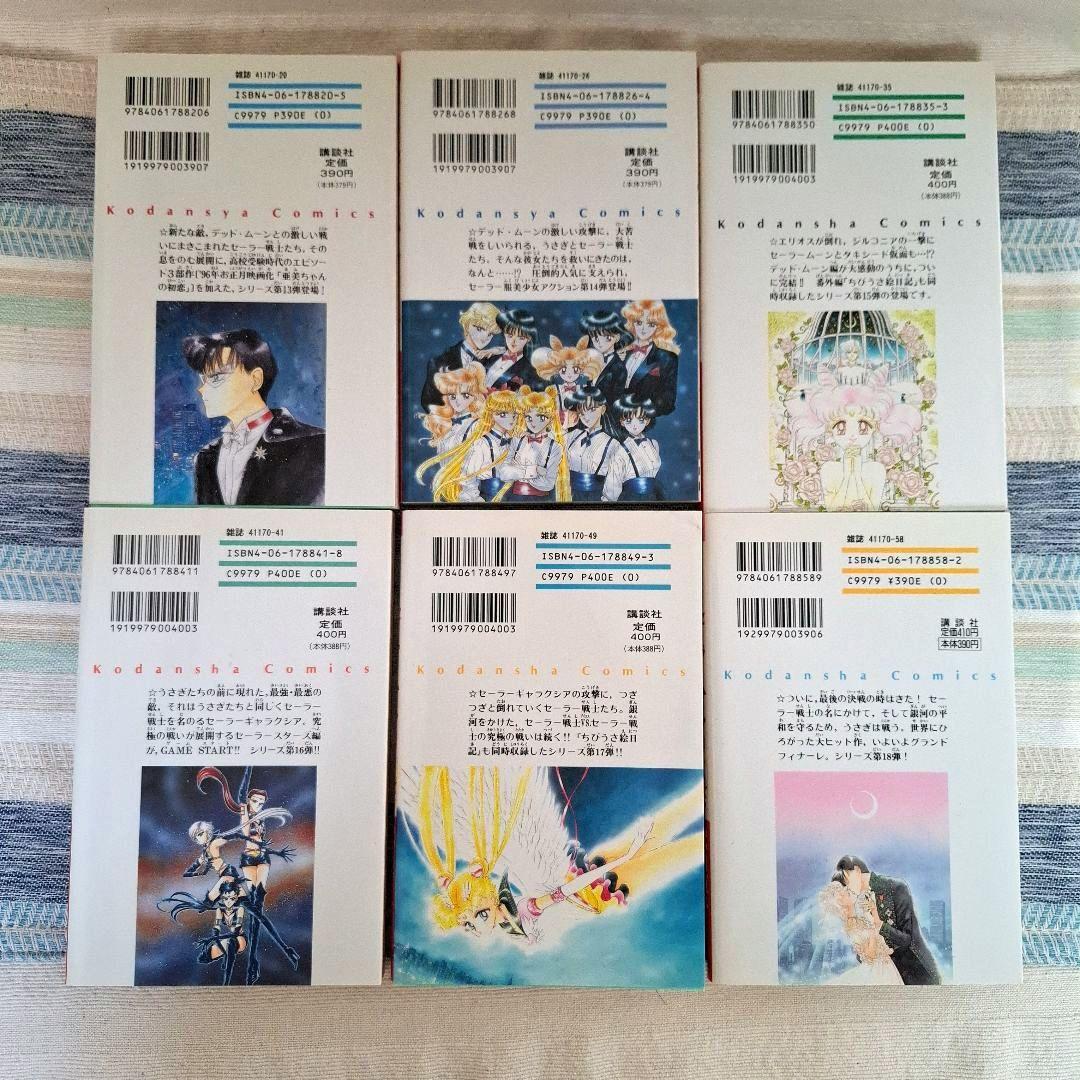 雑誌 41170-20
ISBN4-06-178820-5
C9979 P390E (0)
9784061788206
1919979003907
講談社
定価
390円
(本体379円)
Kodansya Comics
☆新たな敵、デッド・ムーンとの激しい戦
いにまきこまれたセーラー戦士たち。その
息をのむ展開に、高校受験時代のエピソー
ト3部作(「'96年お正月映画化「亜美ちゃん
の初恋」)を加えた、シリーズ第13弾登場!
雑誌 41170-26
ISBN4-06-178826-4
C9979 P390E (0)
9784061788268
1919979003907
講談社
定価
390円
(本体379円)
Kodansya Comics
☆デッド・ムーンの激しい攻撃に、大苦
戦をしいられる、うさぎとセーラー戦士
たち。そんな彼女たちを救いにきたのは、
なんと……!? 圧倒的人気に支えられ、
セーラー服美少女アクション第14弾登場!!
雑誌 41170-35
ISBN4-06-178835-3
C9979 P400E (0)
9784061788350
1919979004003
講談社
定価
400円
(本体388円)
Kodansha Comics
☆エリオスが倒れ、ジルコニアの一撃に
セーラームーンとタキシード仮面も…!?
デッド・ムーン編が大感動のうちに、つい
に完結!! 番外編「ちびうさ絵日記」も同
時収録したシリーズ第15弾の登場です。
雑誌 41170-41
ISBN4-06-178841-8
C9979 P400E (0)
9784061788411
1919979004003
講談社
定価
400円
(本体388円)
Kodansha Comics
☆うさぎたちの前に現れた、最強・最悪の
敵。それはうさぎたちと同じくセーラー
戦士を名のるセーラーギャラクシア。究
極の戦いが展開するセーラースターズ編
が、GAME START!! シリーズ第16弾!!
雑誌 41170-49
ISBN4-06-178849-3
C9979 P400E (0)
9784061788497
1919979004003
講談社
定価
400円
(本体388円)
Kodansha Comics
☆セーラーギャラクシアの攻撃に、つぎ
つぎと倒れていくセーラー戦士たち。銀
河をかけた、セーラー戦士VS.セーラー戦
士の究極の戦いは続く!!「ちびうさ絵日
記」も同時収録したシリーズ第17弾!!
雑誌 41170-58
ISBN4-06-178858-2
C9979 ¥390E (0)
9784061788589
1929979003906
講談社
定価410円
本体390円
Kodansha Comics
☆ついに、最後の決戦の時はきた! セー
ラー戦士の名にかけて、そして銀河の平
和を守るため、うさぎは戦う。世界にひ
ろがった大ヒット作、いよいよグランド
フィナーレ。シリーズ第18弾!